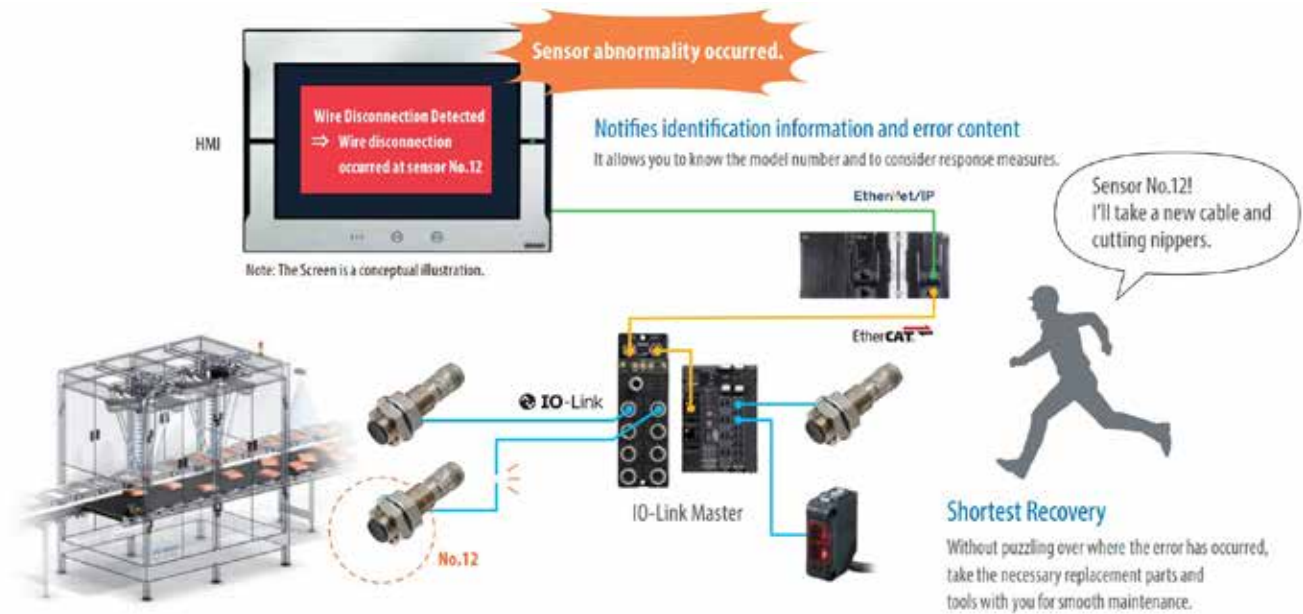 Sensor abnormality occurred.
Wire Disconnection Detected
⇒ Wire disconnection
occurred at sensor No.12
HMI
Notifies identification information and error content
It allows you to know the model number and to consider response measures.
EtherNet/IP
Sensor No.12!
I'll take a new cable and
cutting nippers.
Note: The Screen is a conceptual illustration.
EtherCAT
IO-Link
IO-Link Master
No.12
Shortest Recovery
Without puzzling over where the error has occurred,
take the necessary replacement parts and
tools with you for smooth maintenance.